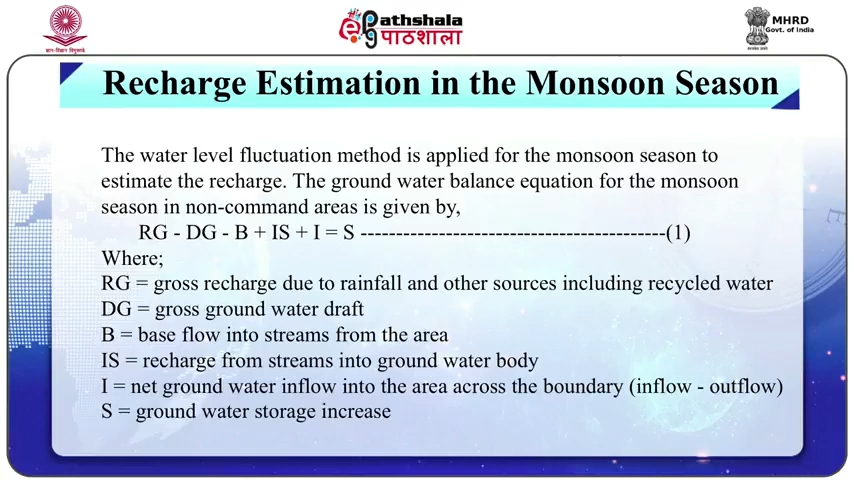 ePathshala
पाठशाला
MHRD
Govt. of India
Recharge Estimation in the Monsoon Season
The water level fluctuation method is applied for the monsoon season to
estimate the recharge. The ground water balance equation for the monsoon
season in non-command areas is given by,
RG - DG - B + IS + I = S -------------------------------------------(1)
Where;
RG = gross recharge due to rainfall and other sources including recycled water
DG = gross ground water draft
B = base flow into streams from the area
IS = recharge from streams into ground water body
I = net ground water inflow into the area across the boundary (inflow - outflow)
S = ground water storage increase